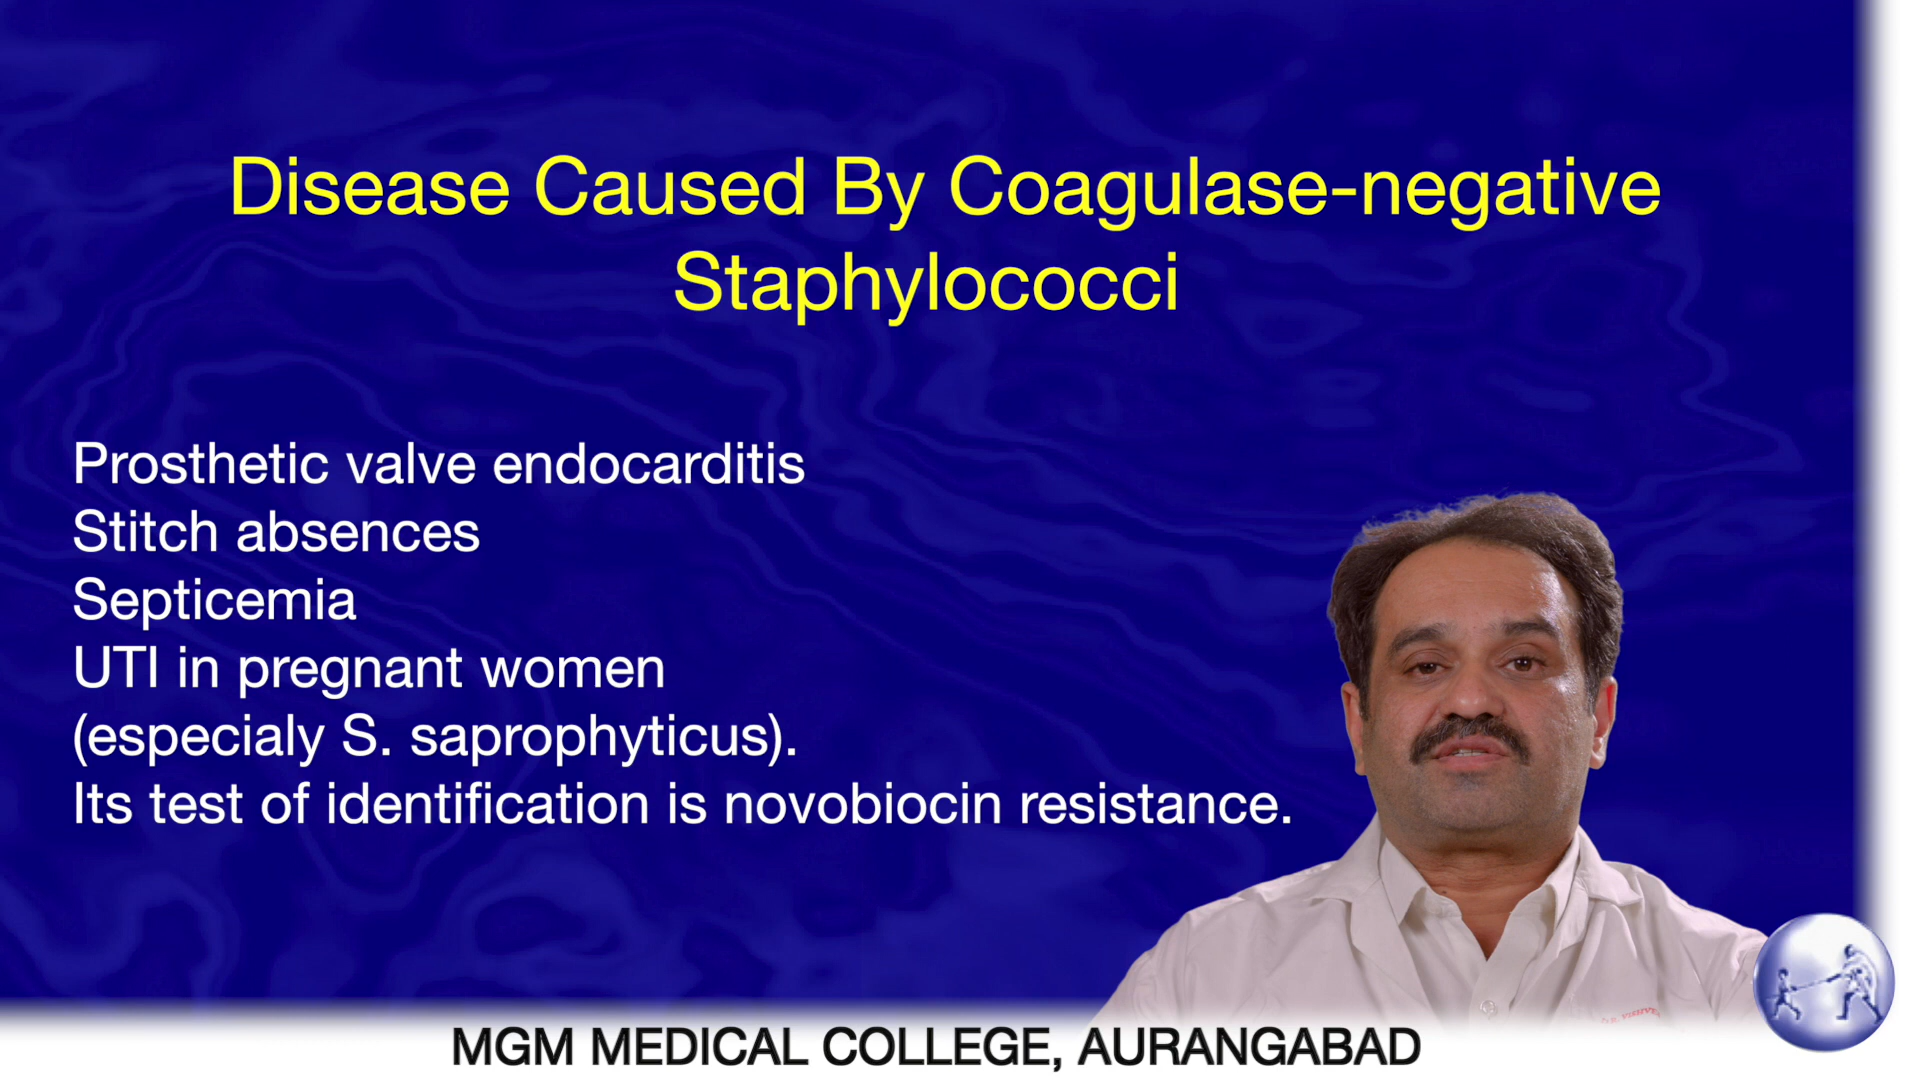 Disease Caused By Coagulase-negative
Staphylococci
Prosthetic valve endocarditis
Stitch absences
Septicemia
UTI in pregnant women
(especialy S. saprophyticus).
Its test of identification is novobiocin resistance.
MGM MEDICAL COLLEGE, AURANGABAD